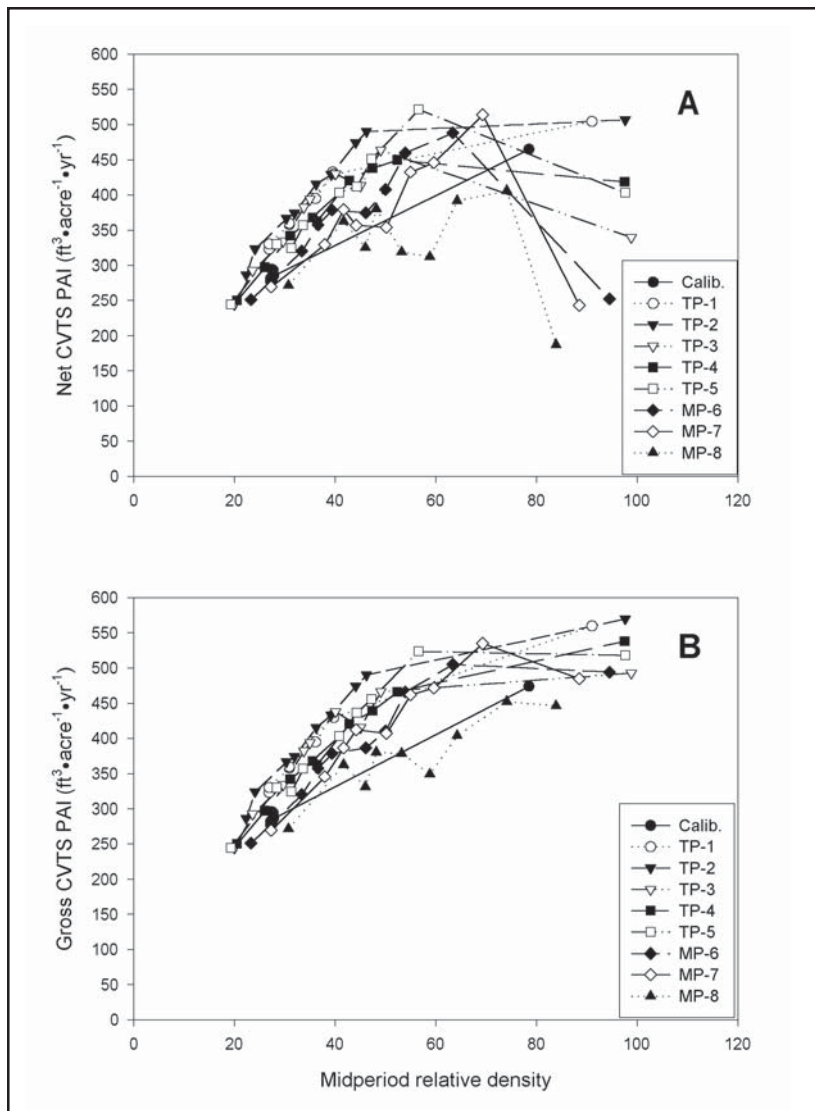 A
600
550
500
450
400
350
300
250
200
150
100
50
0
Net CVTS PAI (ft³•acre⁻¹•yr⁻¹)
0 20 40 60 80 100 120
Calib.
TP-1
TP-2
TP-3
TP-4
TP-5
MP-6
MP-7
MP-8
B
600
550
500
450
400
350
300
250
200
150
100
50
0
Gross CVTS PAI (ft³•acre⁻¹•yr⁻¹)
0 20 40 60 80 100 120
Calib.
TP-1
TP-2
TP-3
TP-4
TP-5
MP-6
MP-7
MP-8
Midperiod relative density